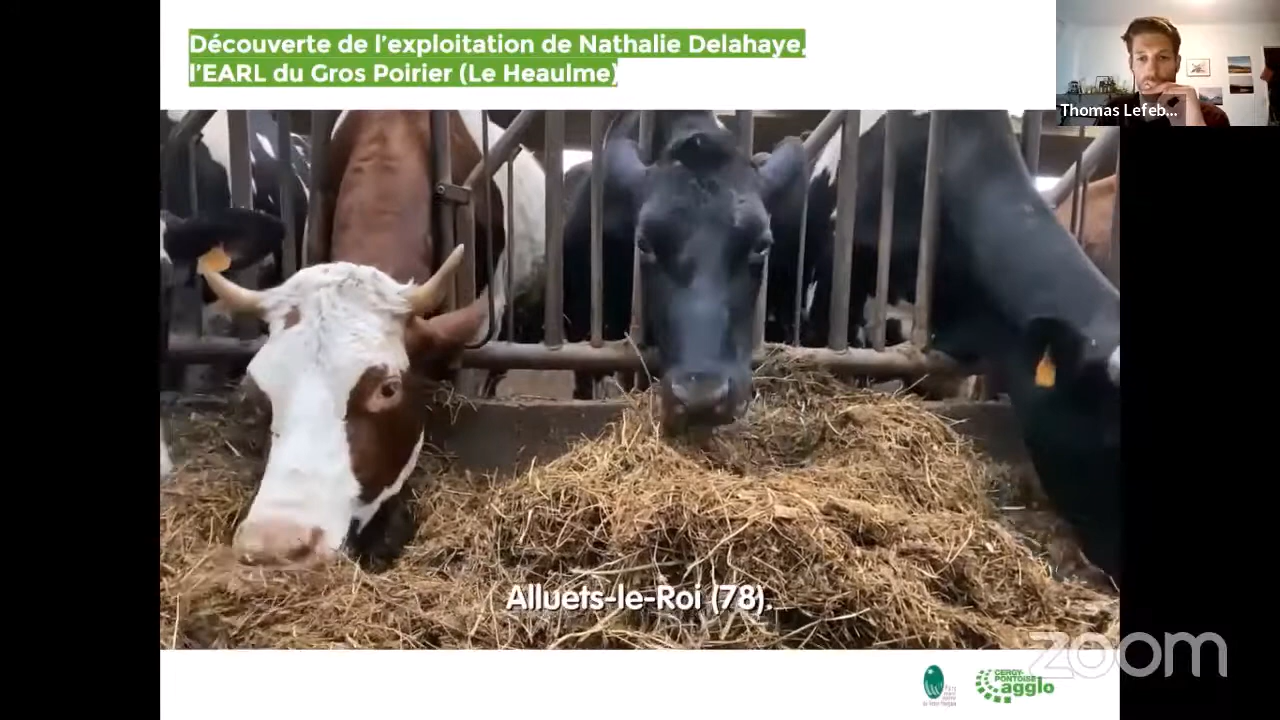 Découverte de l'exploitation de Nathalie Delahaye,
l'EARL du Gros Poirier (Le Heaulme)
Thomas Lefeb...
Alluets-le-Roi (78).
CERGY-
PONTOISE
agglo
zoom